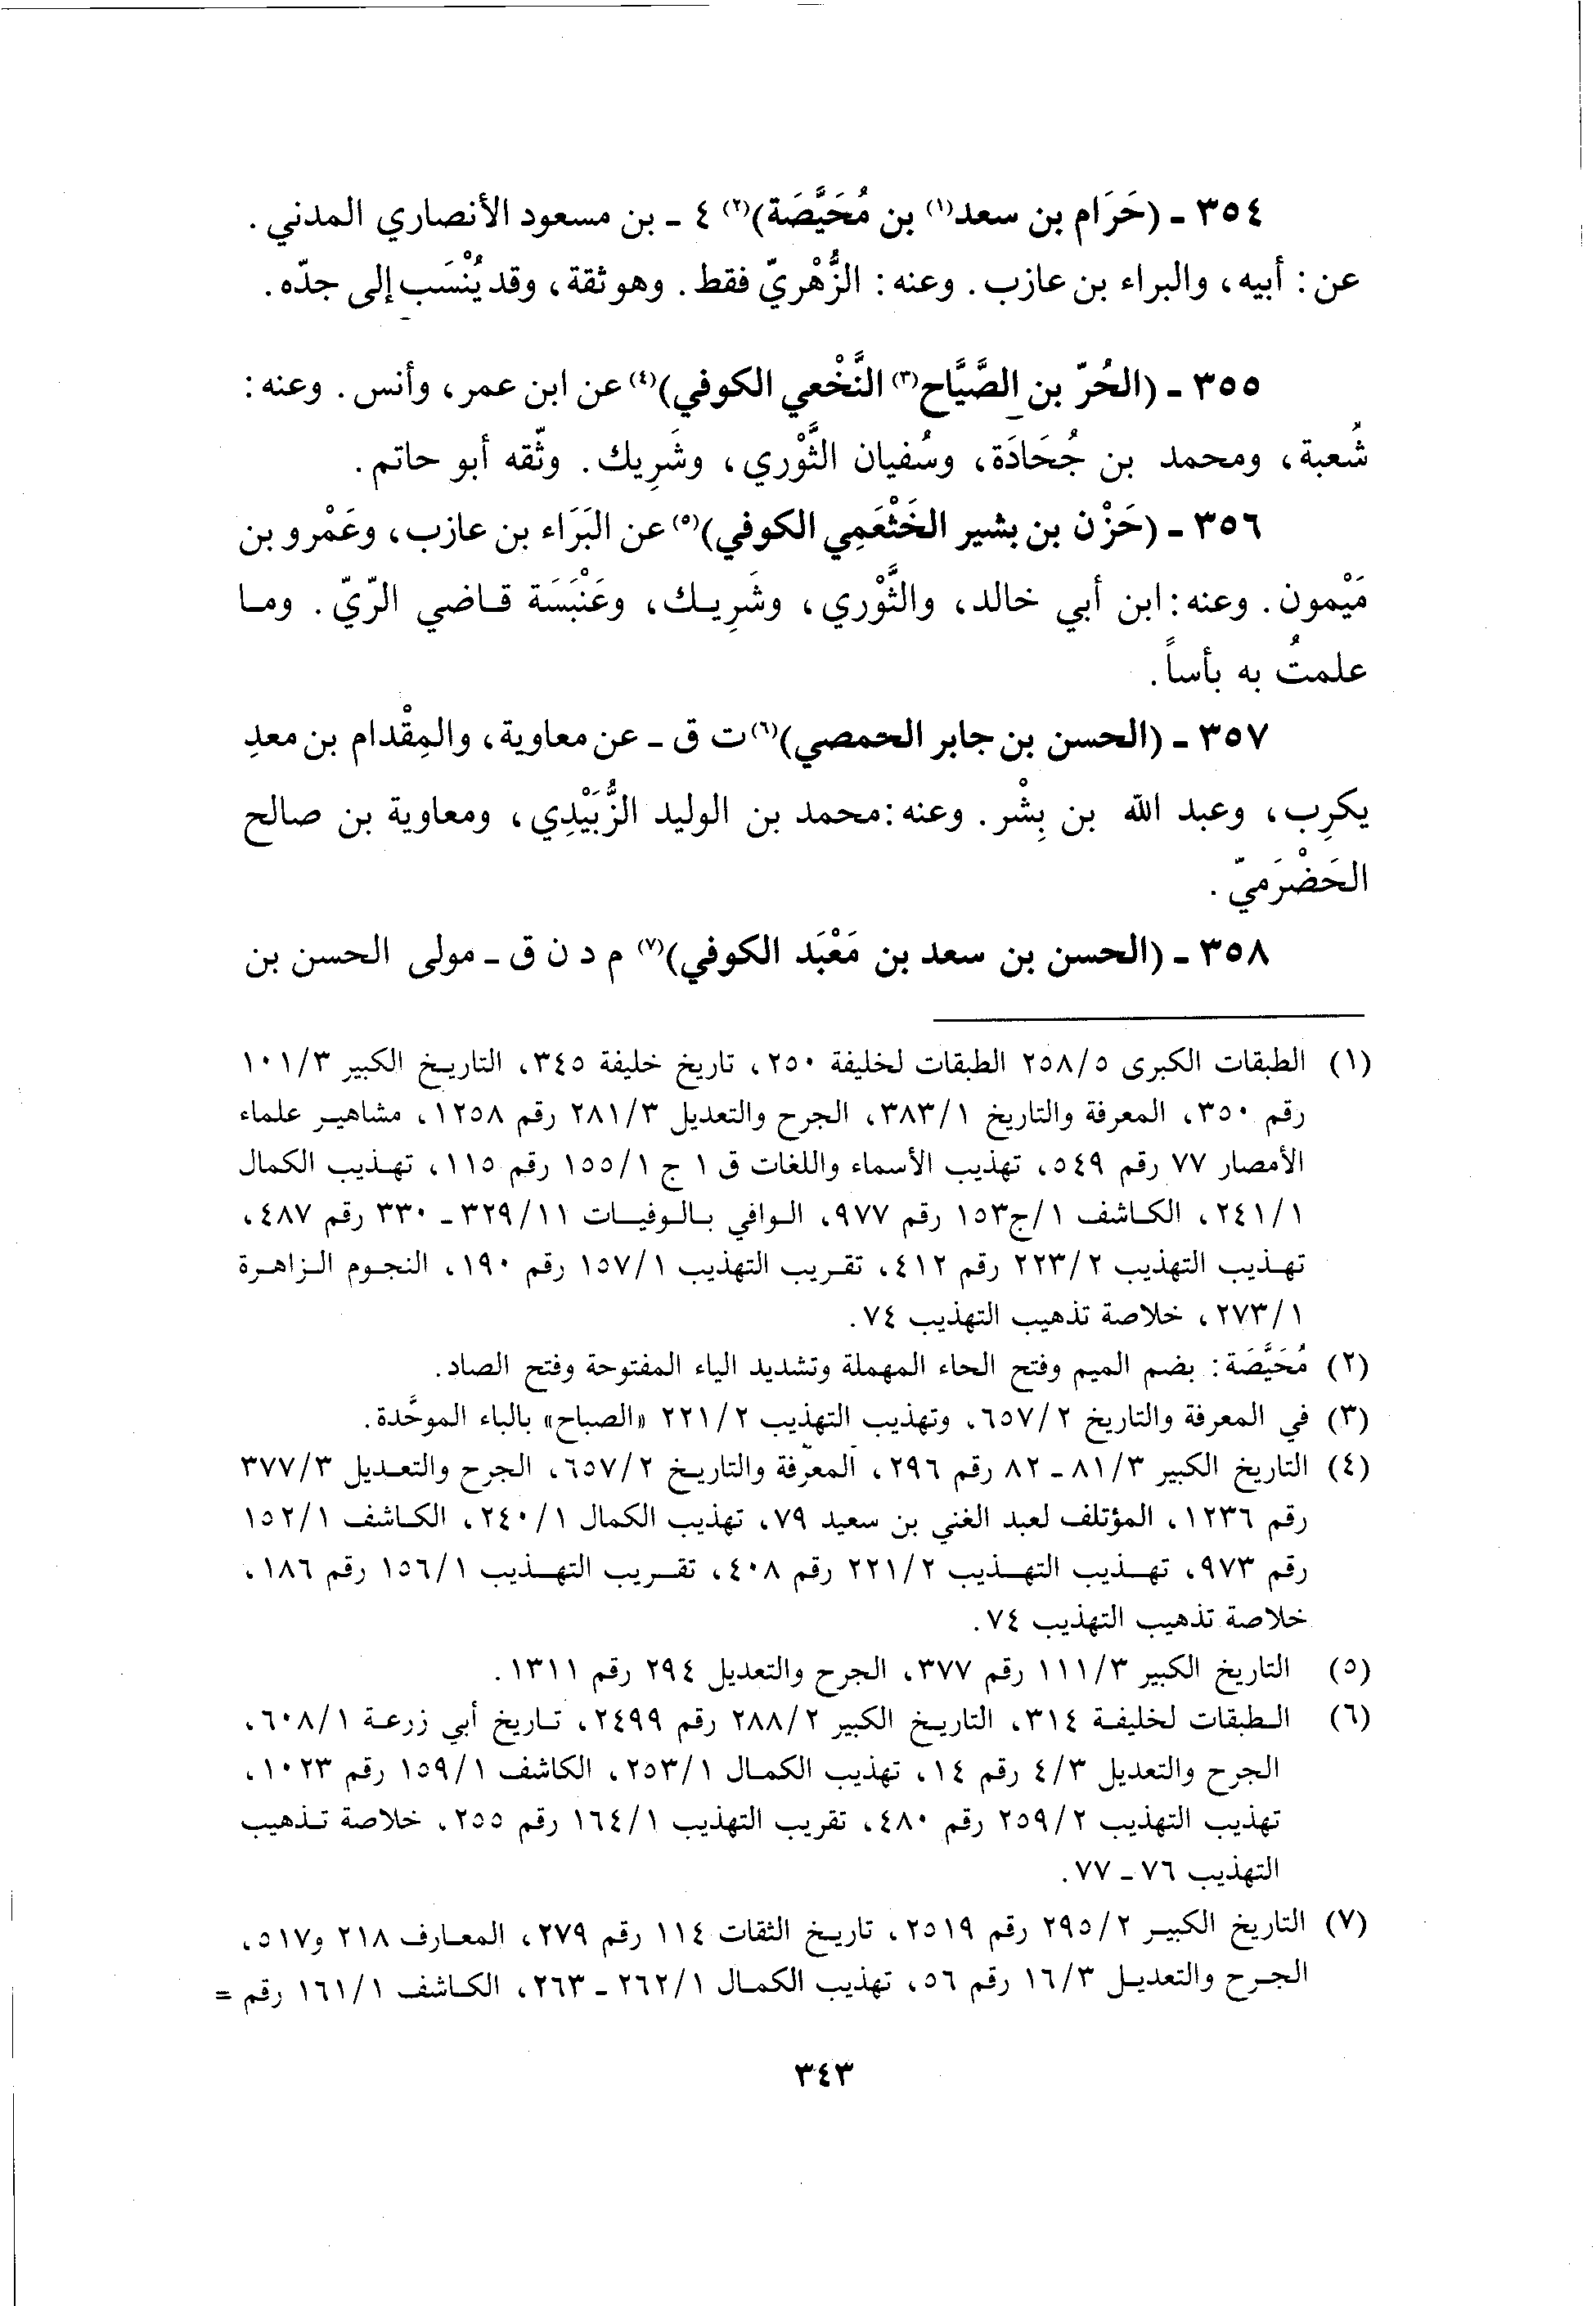 ٣٥٤ - (حَرَام بن سعد(١) بن مُحَيَّصَة)(٢) ٤ - بن مسعود الأنصاري المدني.
عن: أبيه، والبراء بن عازب. وعنه: الزُّهْريّ فقط. وهو ثقة، وقد يُنْسَب إلى جدّه.
٣٥٥ - (الحُرّ بن الصَّيَّاح(٣) النَّخْعي الكوفي)(٤) عن ابن عمر، وأنس. وعنه:
شُعبة، ومحمد بن جُحَادَة، وسُفيان الثَّوْري، وشَرِيك. وثّقه أبو حاتم.
٣٥٦ - (حَزْن بن بشير الخَثْعَمِي الكوفي)(٥) عن البَرَاء بن عازب، وعَمْرو بن
مَيْمون. وعنه: ابن أبي خالد، والثَّوْري، وشَرِيك، وعَنْبَسَة قاضي الرّيّ. وما
علمتُ به بأساً.
٣٥٧ - (الحسن بن جابر الحمصي)(٦) ت ق - عن معاوية، والمِقْدام بن معدِ
يكرِب، وعبد الله بن بِشْر. وعنه: محمد بن الوليد الزُّبَيْدِي، ومعاوية بن صالح
الحَضْرَميّ.
٣٥٨ - (الحسن بن سعد بن مَعْبَد الكوفي)(٧) م د ن ق - مولى الحسن بن
(١) الطبقات الكبرى ٢٥٨/٥ الطبقات لخليفة ٢٥٠، تاريخ خليفة ٣٤٥، التاريخ الكبير ١٠١/٣
رقم ٣٥٠، المعرفة والتاريخ ٣٨٣/١، الجرح والتعديل ٢٨١/٣ رقم ١٢٥٨، مشاهير علماء
الأمصار ٧٧ رقم ٥٤٩، تهذيب الأسماء واللغات ق ١ ج ١٥٥/١ رقم ١١٥، تهذيب الكمال
٢٤١/١، الكاشف ١/ج١٥٣ رقم ٩٧٧، الوافي بالوفيات ٣٢٩/١١ - ٣٣٠ رقم ٤٨٧،
تهذيب التهذيب ٢٢٣/٢ رقم ٤١٢، تقريب التهذيب ١٥٧/١ رقم ١٩٠، النجوم الزاهرة
٢٧٣/١، خلاصة تذهيب التهذيب ٧٤.
(٢) مُحَيَّصَة: بضم الميم وفتح الحاء المهملة وتشديد الياء المفتوحة وفتح الصاد.
(٣) في المعرفة والتاريخ ٦٥٧/٢، وتهذيب التهذيب ٢٢١/٢ «الصباح» بالباء الموحَّدة.
(٤) التاريخ الكبير ٨١/٣ - ٨٢ رقم ٢٩٦، المعرّفة والتاريخ ٦٥٧/٢، الجرح والتعديل ٣٧٧/٣
رقم ١٢٣٦، المؤتلف لعبد الغني بن سعيد ٧٩، تهذيب الكمال ٢٤٠/١، الكاشف ١٥٢/١
رقم ٩٧٣، تهذيب التهذيب ٢٢١/٢ رقم ٤٠٨، تقريب التهذيب ١٥٦/١ رقم ١٨٦،
خلاصة تذهيب التهذيب ٧٤.
(٥) التاريخ الكبير ١١١/٣ رقم ٣٧٧، الجرح والتعديل ٢٩٤ رقم ١٣١١.
(٦) الطبقات لخليفة ٣١٤، التاريخ الكبير ٢٨٨/٢ رقم ٢٤٩٩، تاريخ أبي زرعة ٦٠٨/١،
الجرح والتعديل ٤/٣ رقم ١٤، تهذيب الكمال ٢٥٣/١، الكاشف ١٥٩/١ رقم ١٠٢٣،
تهذيب التهذيب ٢٥٩/٢ رقم ٤٨٠، تقريب التهذيب ١٦٤/١ رقم ٢٥٥، خلاصة تذهيب
التهذيب ٧٦ - ٧٧.
(٧) التاريخ الكبير ٢٩٥/٢ رقم ٢٥١٩، تاريخ الثقات ١١٤ رقم ٢٧٩، المعارف ٢١٨ و٥١٧،
الجرح والتعديل ١٦/٣ رقم ٥٦، تهذيب الكمال ٢٦٢/١ - ٢٦٣، الكاشف ١٦١/١ رقم =
٣٤٣